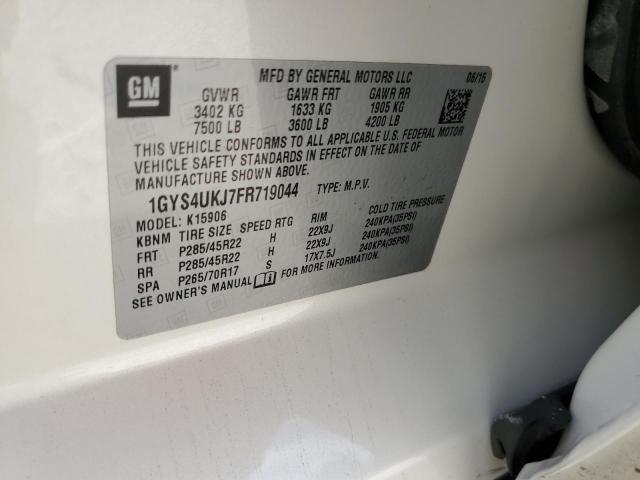 GM
MFD BY GENERAL MOTORS LLC 06/15
GVWR GAWR FRT GAWR RR
3402 KG 1633 KG 1905 KG
7500 LB 3600 LB 4200 LB
THIS VEHICLE CONFORMS TO ALL APPLICABLE U.S. FEDERAL MOTOR
VEHICLE SAFETY STANDARDS IN EFFECT ON THE DATE OF
MANUFACTURE SHOWN ABOVE.
1GYS4UKJ7FR719044 TYPE: M.P.V.
MODEL: K15906
KBNM TIRE SIZE SPEED RTG RIM COLD TIRE PRESSURE
FRT P285/45R22 H 22X9J 240KPA(35PSI)
RR P285/45R22 H 22X9J 240KPA(35PSI)
SPA P265/70R17 S 17X7.5J 240KPA(35PSI)
SEE OWNER'S MANUAL FOR MORE INFORMATION.